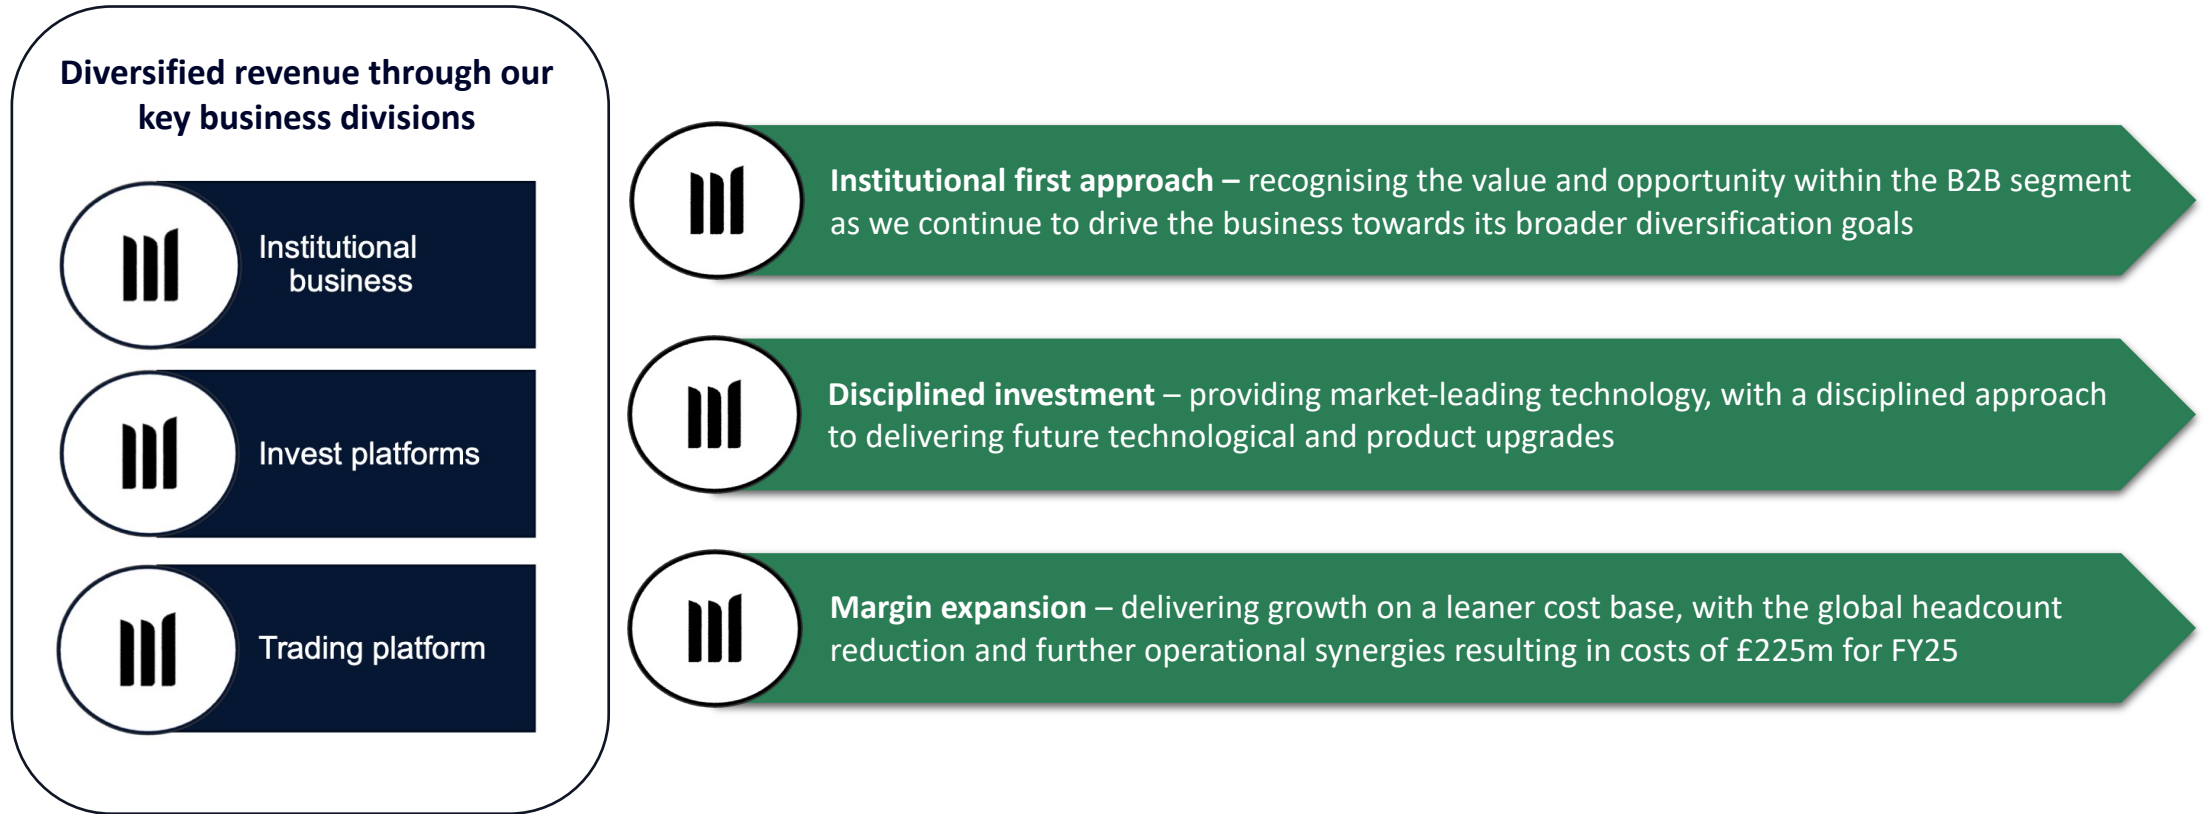 Diversified revenue through our
key business divisions
Institutional
business
Invest platforms
Trading platform
Institutional first approach – recognising the value and opportunity within the B2B segment
as we continue to drive the business towards its broader diversification goals
Disciplined investment – providing market-leading technology, with a disciplined approach
to delivering future technological and product upgrades
Margin expansion – delivering growth on a leaner cost base, with the global headcount
reduction and further operational synergies resulting in costs of £225m for FY25